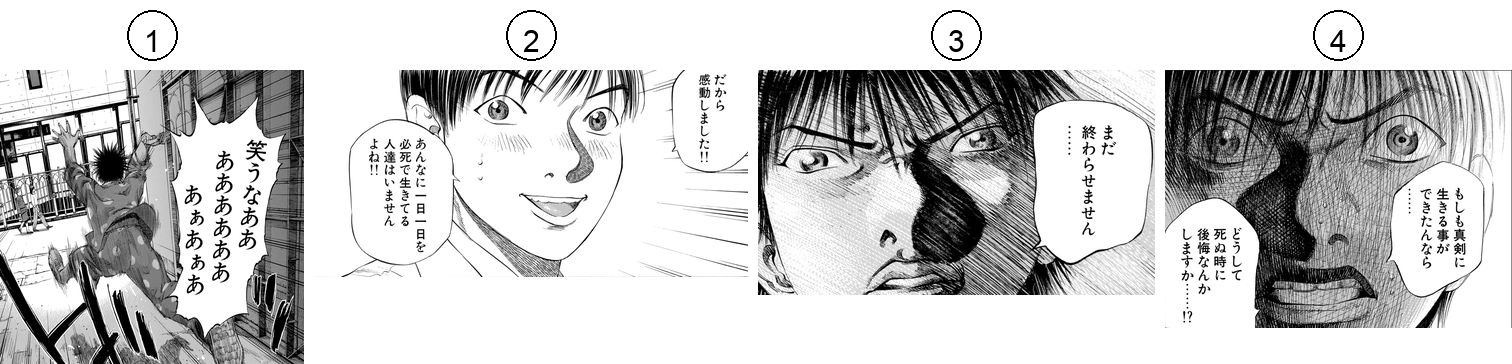 1
笑うなああ
あああああ
あぁあぁあ
2
だから
感動しました!!
あんなに一日一日を
必死で生きてる
人達はいません
よね!!
3
まだ
終わらせません
……
4
もしも真剣に
生きる事が
できたんなら
……
どうして
死ぬ時に
後悔なんか
しますか……!?